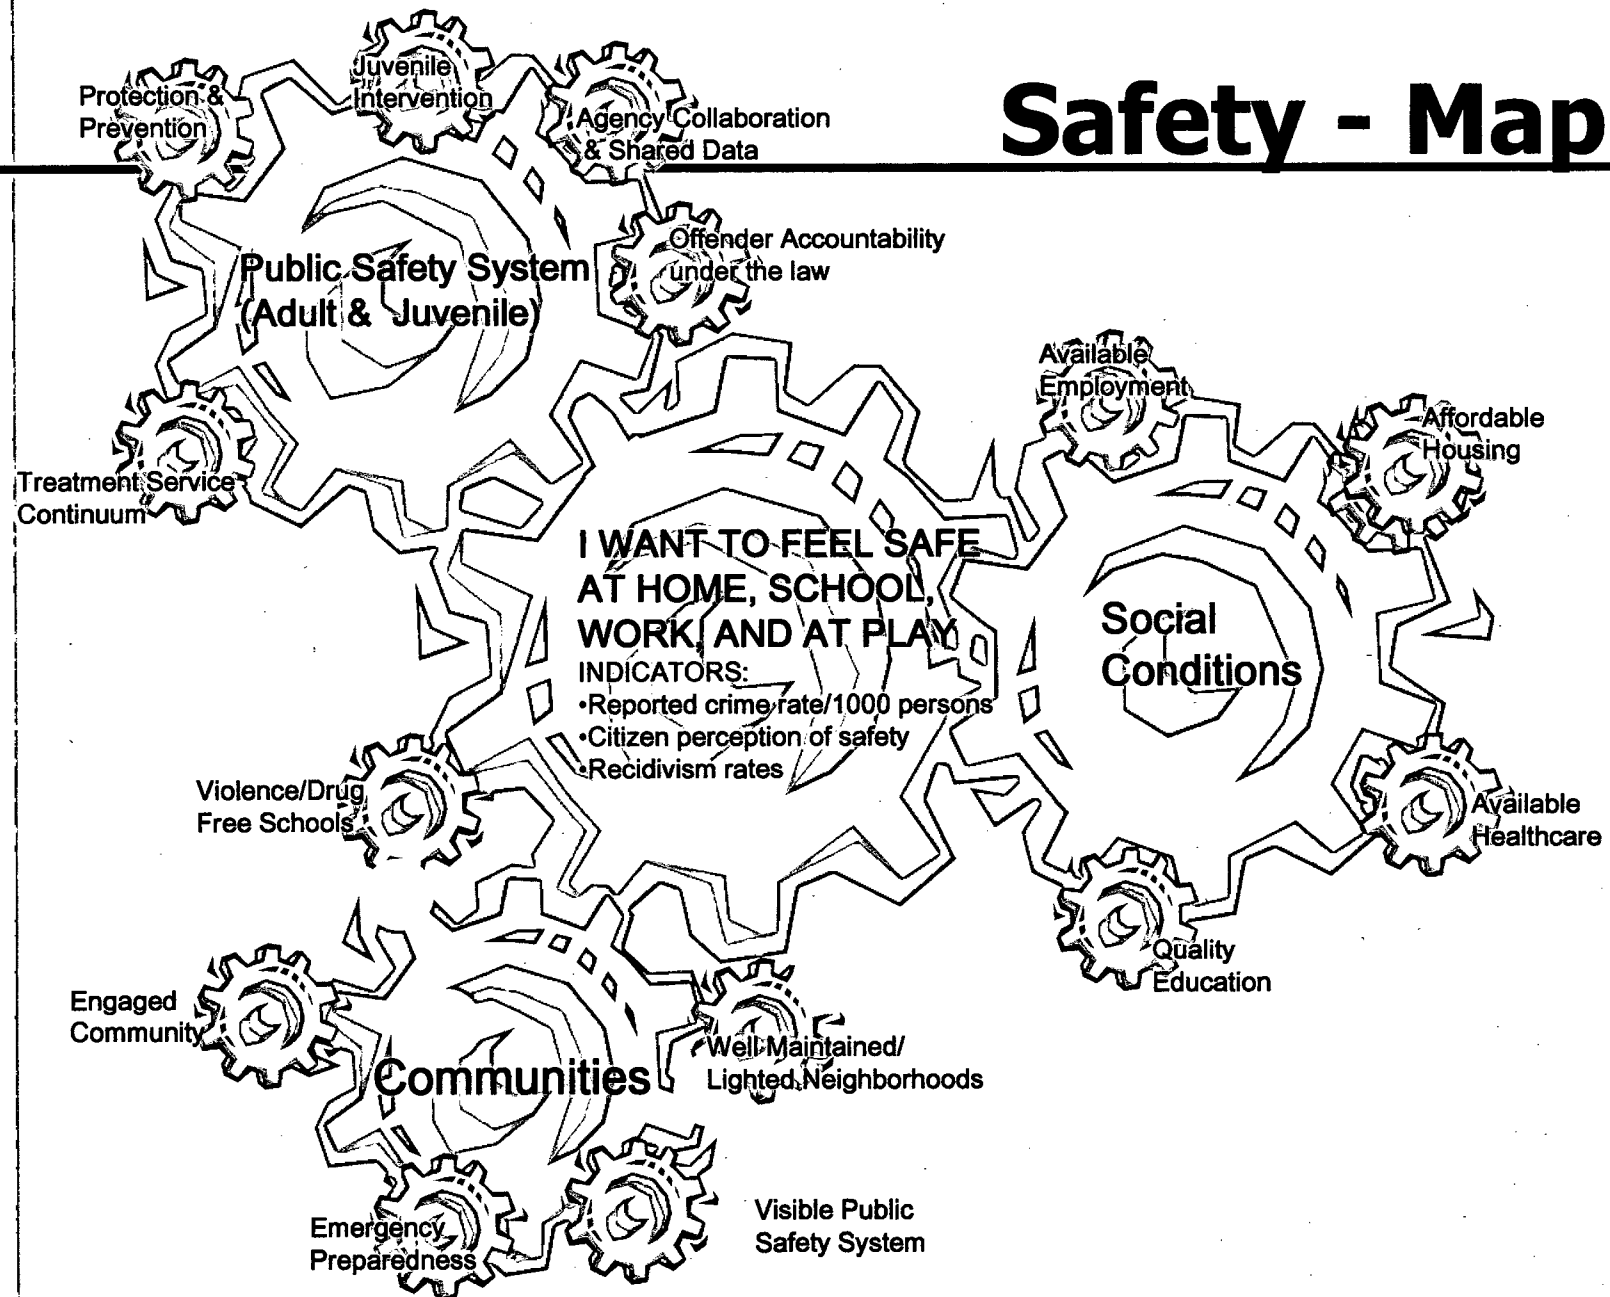 Safety - Map
Juvenile
Intervention
Protection &
Prevention
Agency Collaboration
& Shared Data
Offender Accountability
under the law
Public Safety System
(Adult & Juvenile)
Treatment Service
Continuum
Available
Employment
Affordable
Housing
I WANT TO FEEL SAFE
AT HOME, SCHOOL,
WORK, AND AT PLAY
INDICATORS:
•Reported crime rate/1000 persons
•Citizen perception of safety
•Recidivism rates
Social
Conditions
Violence/Drug
Free Schools
Available
Healthcare
Quality
Education
Engaged
Community
Communities
Well Maintained/
Lighted Neighborhoods
Emergency
Preparedness
Visible Public
Safety System